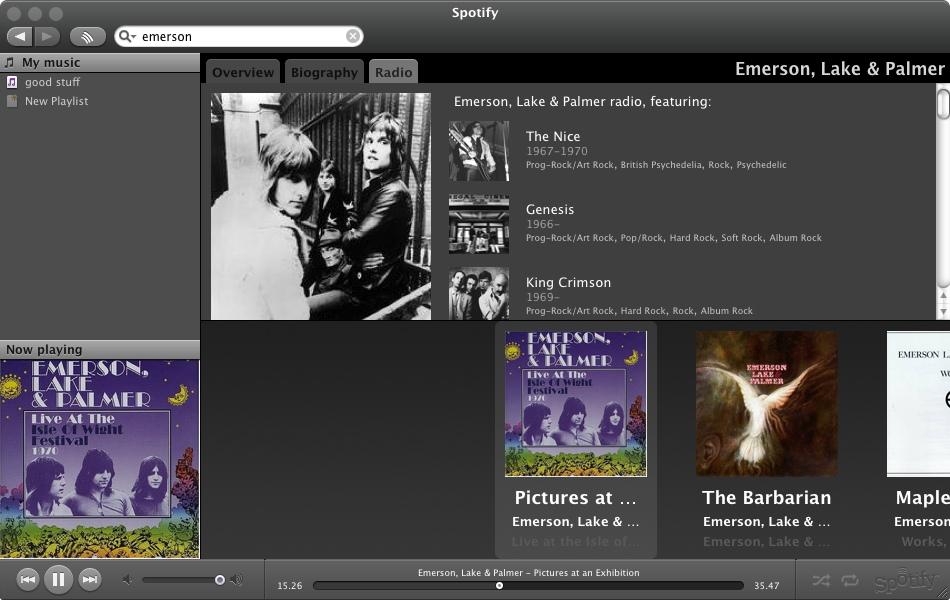 Spotify
emerson
My music
good stuff
New Playlist
Overview
Biography
Radio
Emerson, Lake & Palmer
Emerson, Lake & Palmer radio, featuring:
The Nice
1967-1970
Prog-Rock/Art Rock, British Psychedelia, Rock, Psychedelic
Genesis
1966-
Prog-Rock/Art Rock, Pop/Rock, Hard Rock, Soft Rock, Album Rock
King Crimson
1969-
Prog-Rock/Art Rock, Hard Rock, Rock, Album Rock
Now playing
EMERSON,
LAKE
& PALMER
Live At The
Isle Of Wight
Festival
1970
EMERSON,
LAKE
& PALMER
Live At The
Isle Of Wight
Festival
1970
Pictures at ...
Emerson, Lake & ...
Live at the Isle of...
EMERSON
LAKE
PALMER
The Barbarian
Emerson, Lake & ...
Emerson, Lake & ...
EMERSON L
WO
Maple
Emerson
Works,
Emerson, Lake & Palmer – Pictures at an Exhibition
15.26
35.47
Spotify